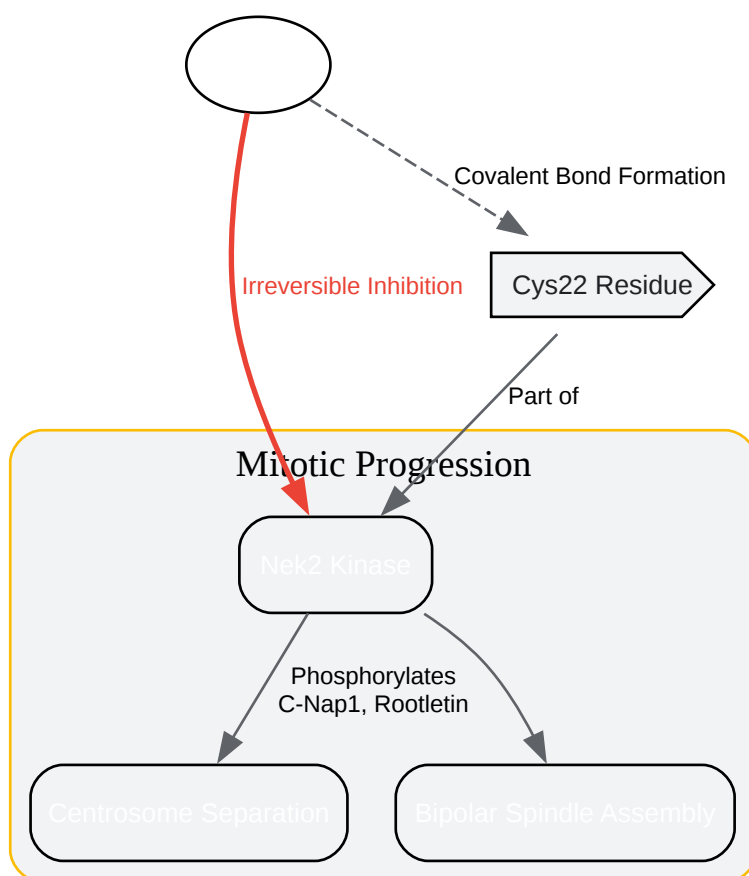 Covalent Bond Formation
Irreversible Inhibition
Cys22 Residue
Part of
Mitotic Progression
Nek2 Kinase
Phosphorylates
C-Nap1, Rootletin
Centrosome Separation
Bipolar Spindle Assembly